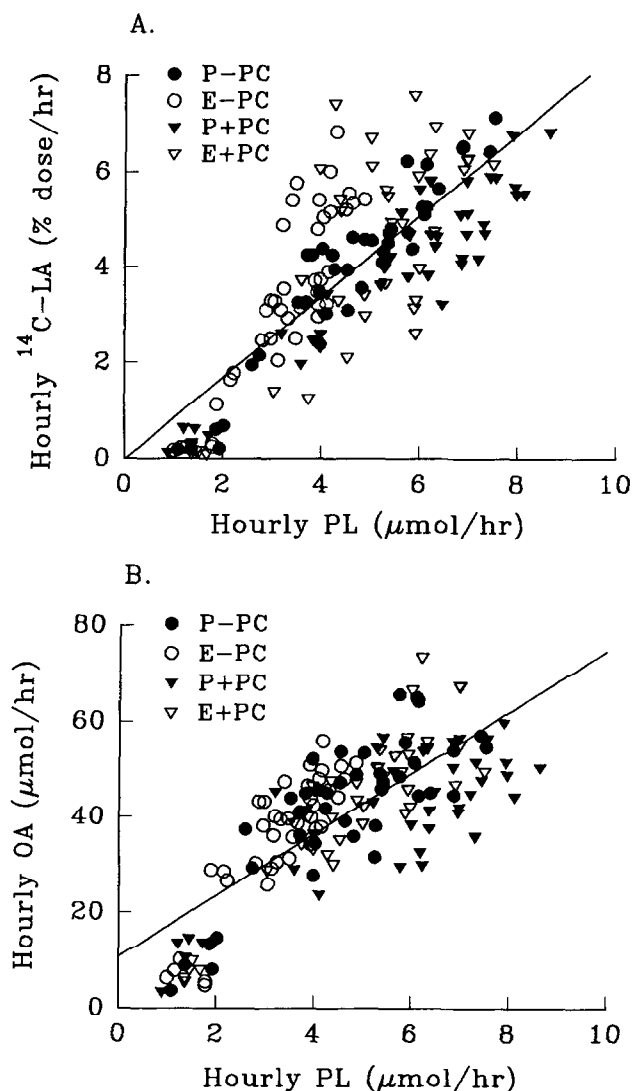 A.
P−PC
E−PC
P+PC
E+PC
Hourly ¹⁴C−LA (% dose/hr)
8
6
4
2
0
0 2 4 6 8 10
Hourly PL (μmol/hr)
B.
P−PC
E−PC
P+PC
E+PC
Hourly OA (μmol/hr)
80
60
40
20
0
0 2 4 6 8 10
Hourly PL (μmol/hr)